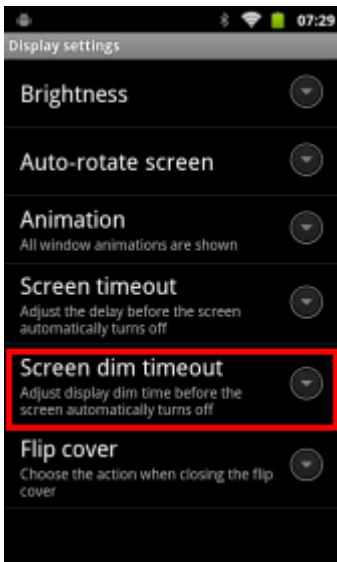 07:29
Display settings
Brightness
Auto-rotate screen
Animation
All window animations are shown
Screen timeout
Adjust the delay before the screen
automatically turns off
Screen dim timeout
Adjust display dim time before the
screen automatically turns off
Flip cover
Choose the action when closing the flip
cover